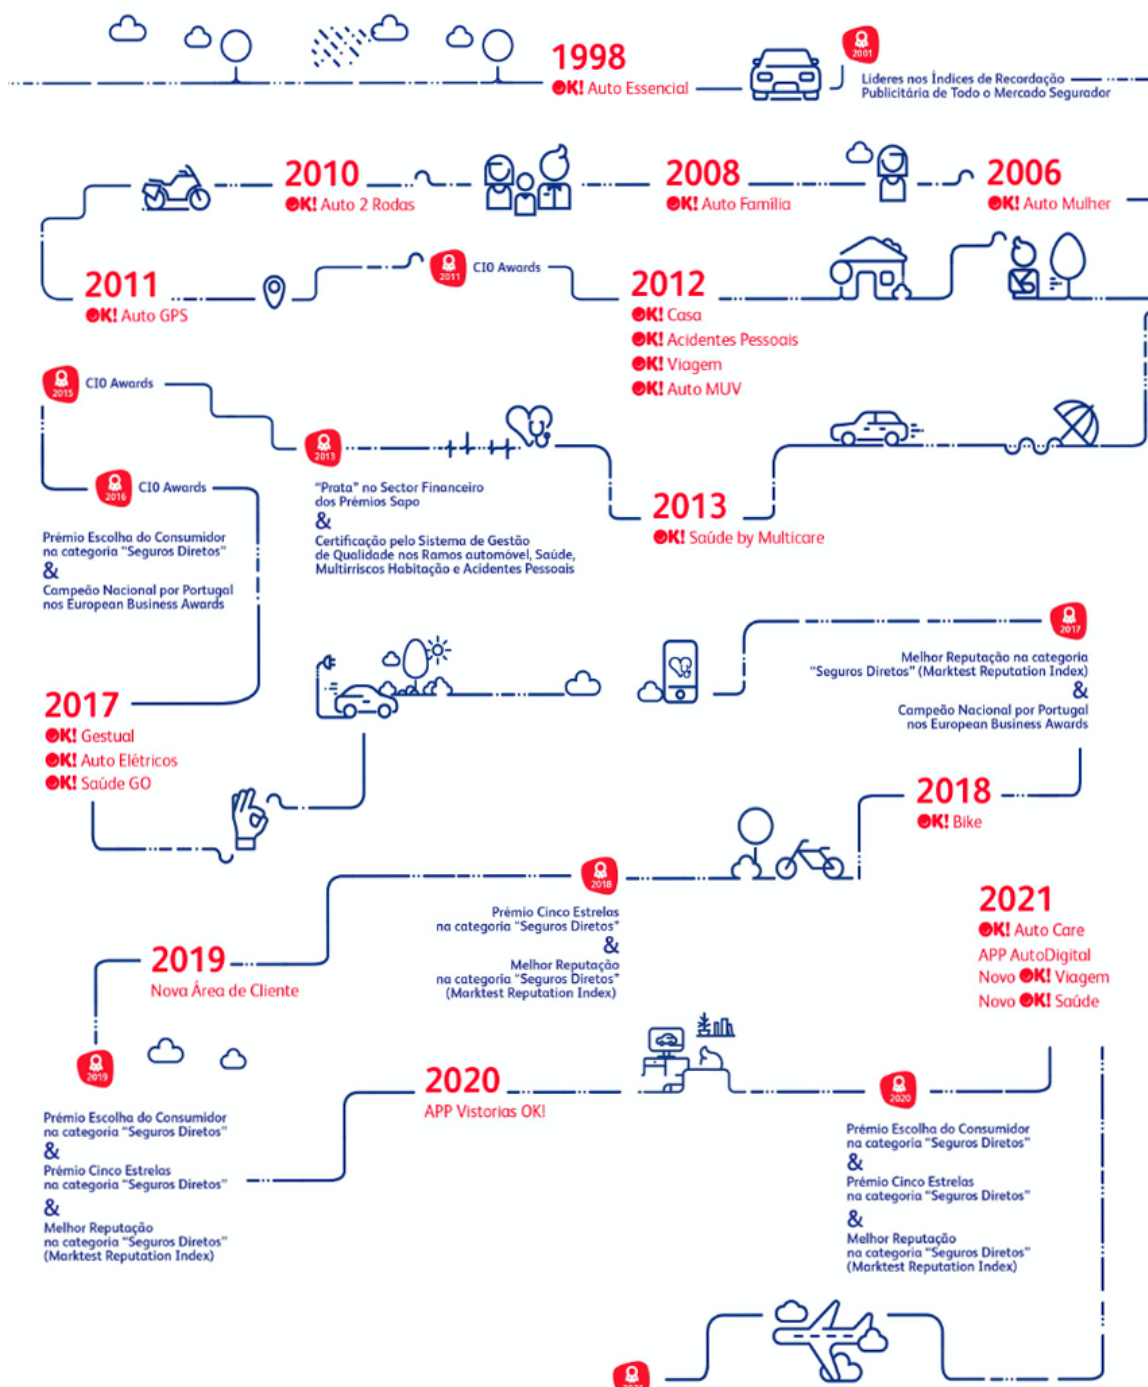 1998
OK! Auto Essencial
2001
Líderes nos Índices de Recordação
Publicitária de Todo o Mercado Segurador
2006
OK! Auto Mulher
2008
OK! Auto Família
2010
OK! Auto 2 Rodas
2011
OK! Auto GPS
2011
CIO Awards
2012
OK! Casa
OK! Acidentes Pessoais
OK! Viagem
OK! Auto MUV
2013
OK! Saúde by Multicare
2013
"Prata" no Sector Financeiro
dos Prémios Sapo
&
Certificação pelo Sistema de Gestão
de Qualidade nos Ramos automóvel, Saúde,
Multirriscos Habitação e Acidentes Pessoais
2015
CIO Awards
2016
CIO Awards
Prémio Escolha do Consumidor
na categoria "Seguros Diretos"
&
Campeão Nacional por Portugal
nos European Business Awards
2017
OK! Gestual
OK! Auto Elétricos
OK! Saúde GO
2017
Melhor Reputação na categoria
"Seguros Diretos" (Marktest Reputation Index)
&
Campeão Nacional por Portugal
nos European Business Awards
2018
OK! Bike
2018
Prémio Cinco Estrelas
na categoria "Seguros Diretos"
&
Melhor Reputação
na categoria "Seguros Diretos"
(Marktest Reputation Index)
2019
Nova Área de Cliente
2019
Prémio Escolha do Consumidor
na categoria "Seguros Diretos"
&
Prémio Cinco Estrelas
na categoria "Seguros Diretos"
&
Melhor Reputação
na categoria "Seguros Diretos"
(Marktest Reputation Index)
2020
APP Vistorias OK!
2020
Prémio Escolha do Consumidor
na categoria "Seguros Diretos"
&
Prémio Cinco Estrelas
na categoria "Seguros Diretos"
&
Melhor Reputação
na categoria "Seguros Diretos"
(Marktest Reputation Index)
2021
OK! Auto Care
APP AutoDigital
Novo OK! Viagem
Novo OK! Saúde